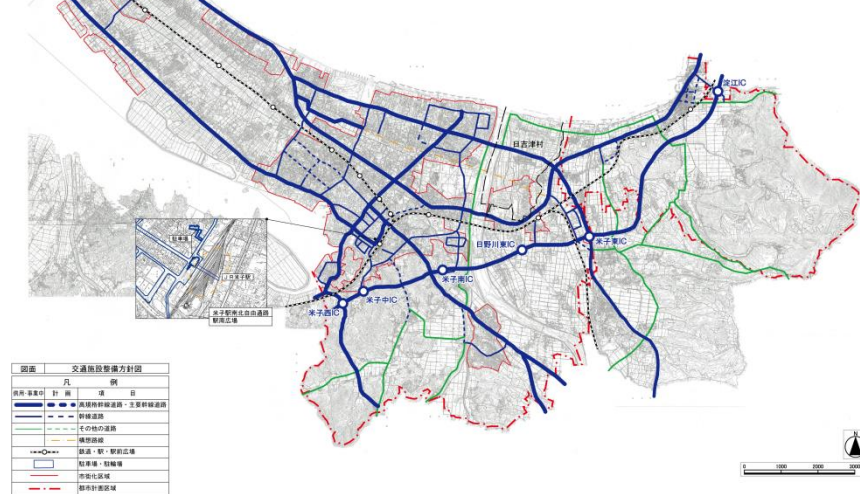 淀江IC
日吉津村
米子東IC
日野川東IC
米子南IC
米子中IC
米子西IC
駐車場
JR米子駅
米子駅南北自由通路
駅南広場
図面 交通施設整備方針図
凡 例
供用・事業中 計 画 項 目
高規格幹線道路・主要幹線道路
幹線道路
その他の道路
構想路線
鉄道・駅・駅前広場
駐車場・駐輪場
市街化区域
都市計画区域
N
0 1000 2000 3000